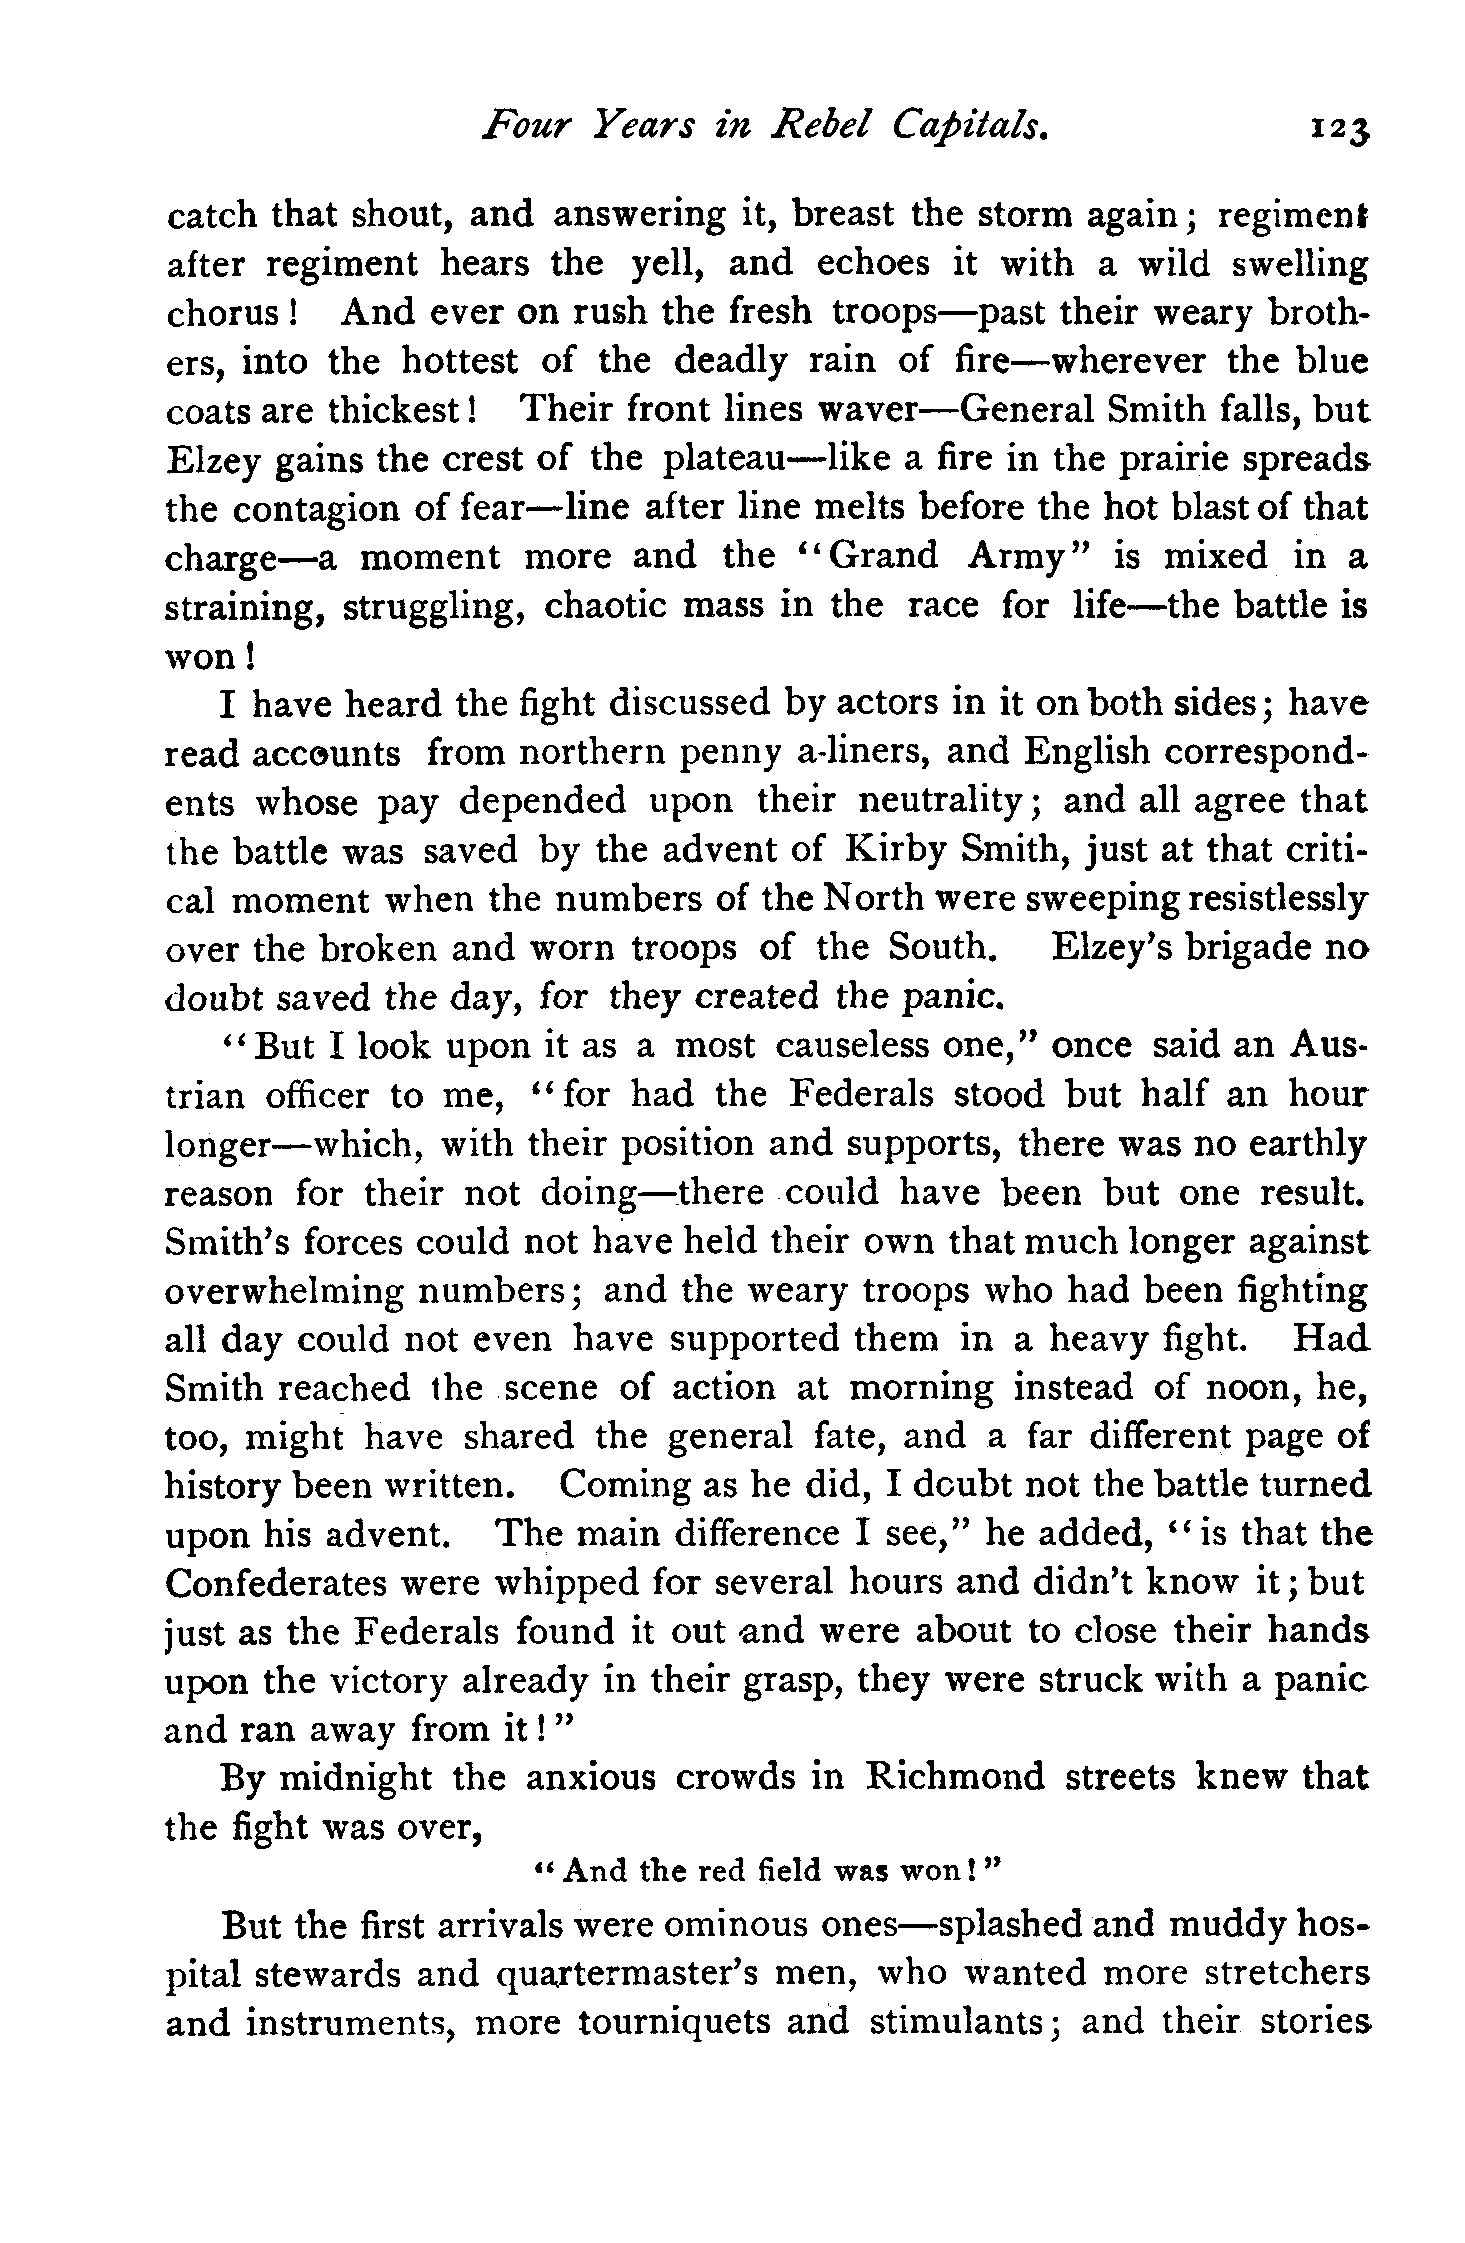 Four Years in Rebel Capitals. 123
catch that shout, and answering it, breast the storm again; regiment
after regiment hears the yell, and echoes it with a wild swelling
chorus! And ever on rush the fresh troops—past their weary broth-
ers, into the hottest of the deadly rain of fire—wherever the blue
coats are thickest! Their front lines waver—General Smith falls, but
Elzey gains the crest of the plateau—like a fire in the prairie spreads
the contagion of fear—line after line melts before the hot blast of that
charge—a moment more and the "Grand Army" is mixed in a
straining, struggling, chaotic mass in the race for life—the battle is
won!
I have heard the fight discussed by actors in it on both sides; have
read accounts from northern penny a-liners, and English correspond-
ents whose pay depended upon their neutrality; and all agree that
the battle was saved by the advent of Kirby Smith, just at that criti-
cal moment when the numbers of the North were sweeping resistlessly
over the broken and worn troops of the South. Elzey's brigade no
doubt saved the day, for they created the panic.
"But I look upon it as a most causeless one," once said an Aus-
trian officer to me, "for had the Federals stood but half an hour
longer—which, with their position and supports, there was no earthly
reason for their not doing—there could have been but one result.
Smith's forces could not have held their own that much longer against
overwhelming numbers; and the weary troops who had been fighting
all day could not even have supported them in a heavy fight. Had
Smith reached the scene of action at morning instead of noon, he,
too, might have shared the general fate, and a far different page of
history been written. Coming as he did, I doubt not the battle turned
upon his advent. The main difference I see," he added, "is that the
Confederates were whipped for several hours and didn't know it; but
just as the Federals found it out and were about to close their hands
upon the victory already in their grasp, they were struck with a panic
and ran away from it!"
By midnight the anxious crowds in Richmond streets knew that
the fight was over,
"And the red field was won!"
But the first arrivals were ominous ones—splashed and muddy hos-
pital stewards and quartermaster's men, who wanted more stretchers
and instruments, more tourniquets and stimulants; and their stories